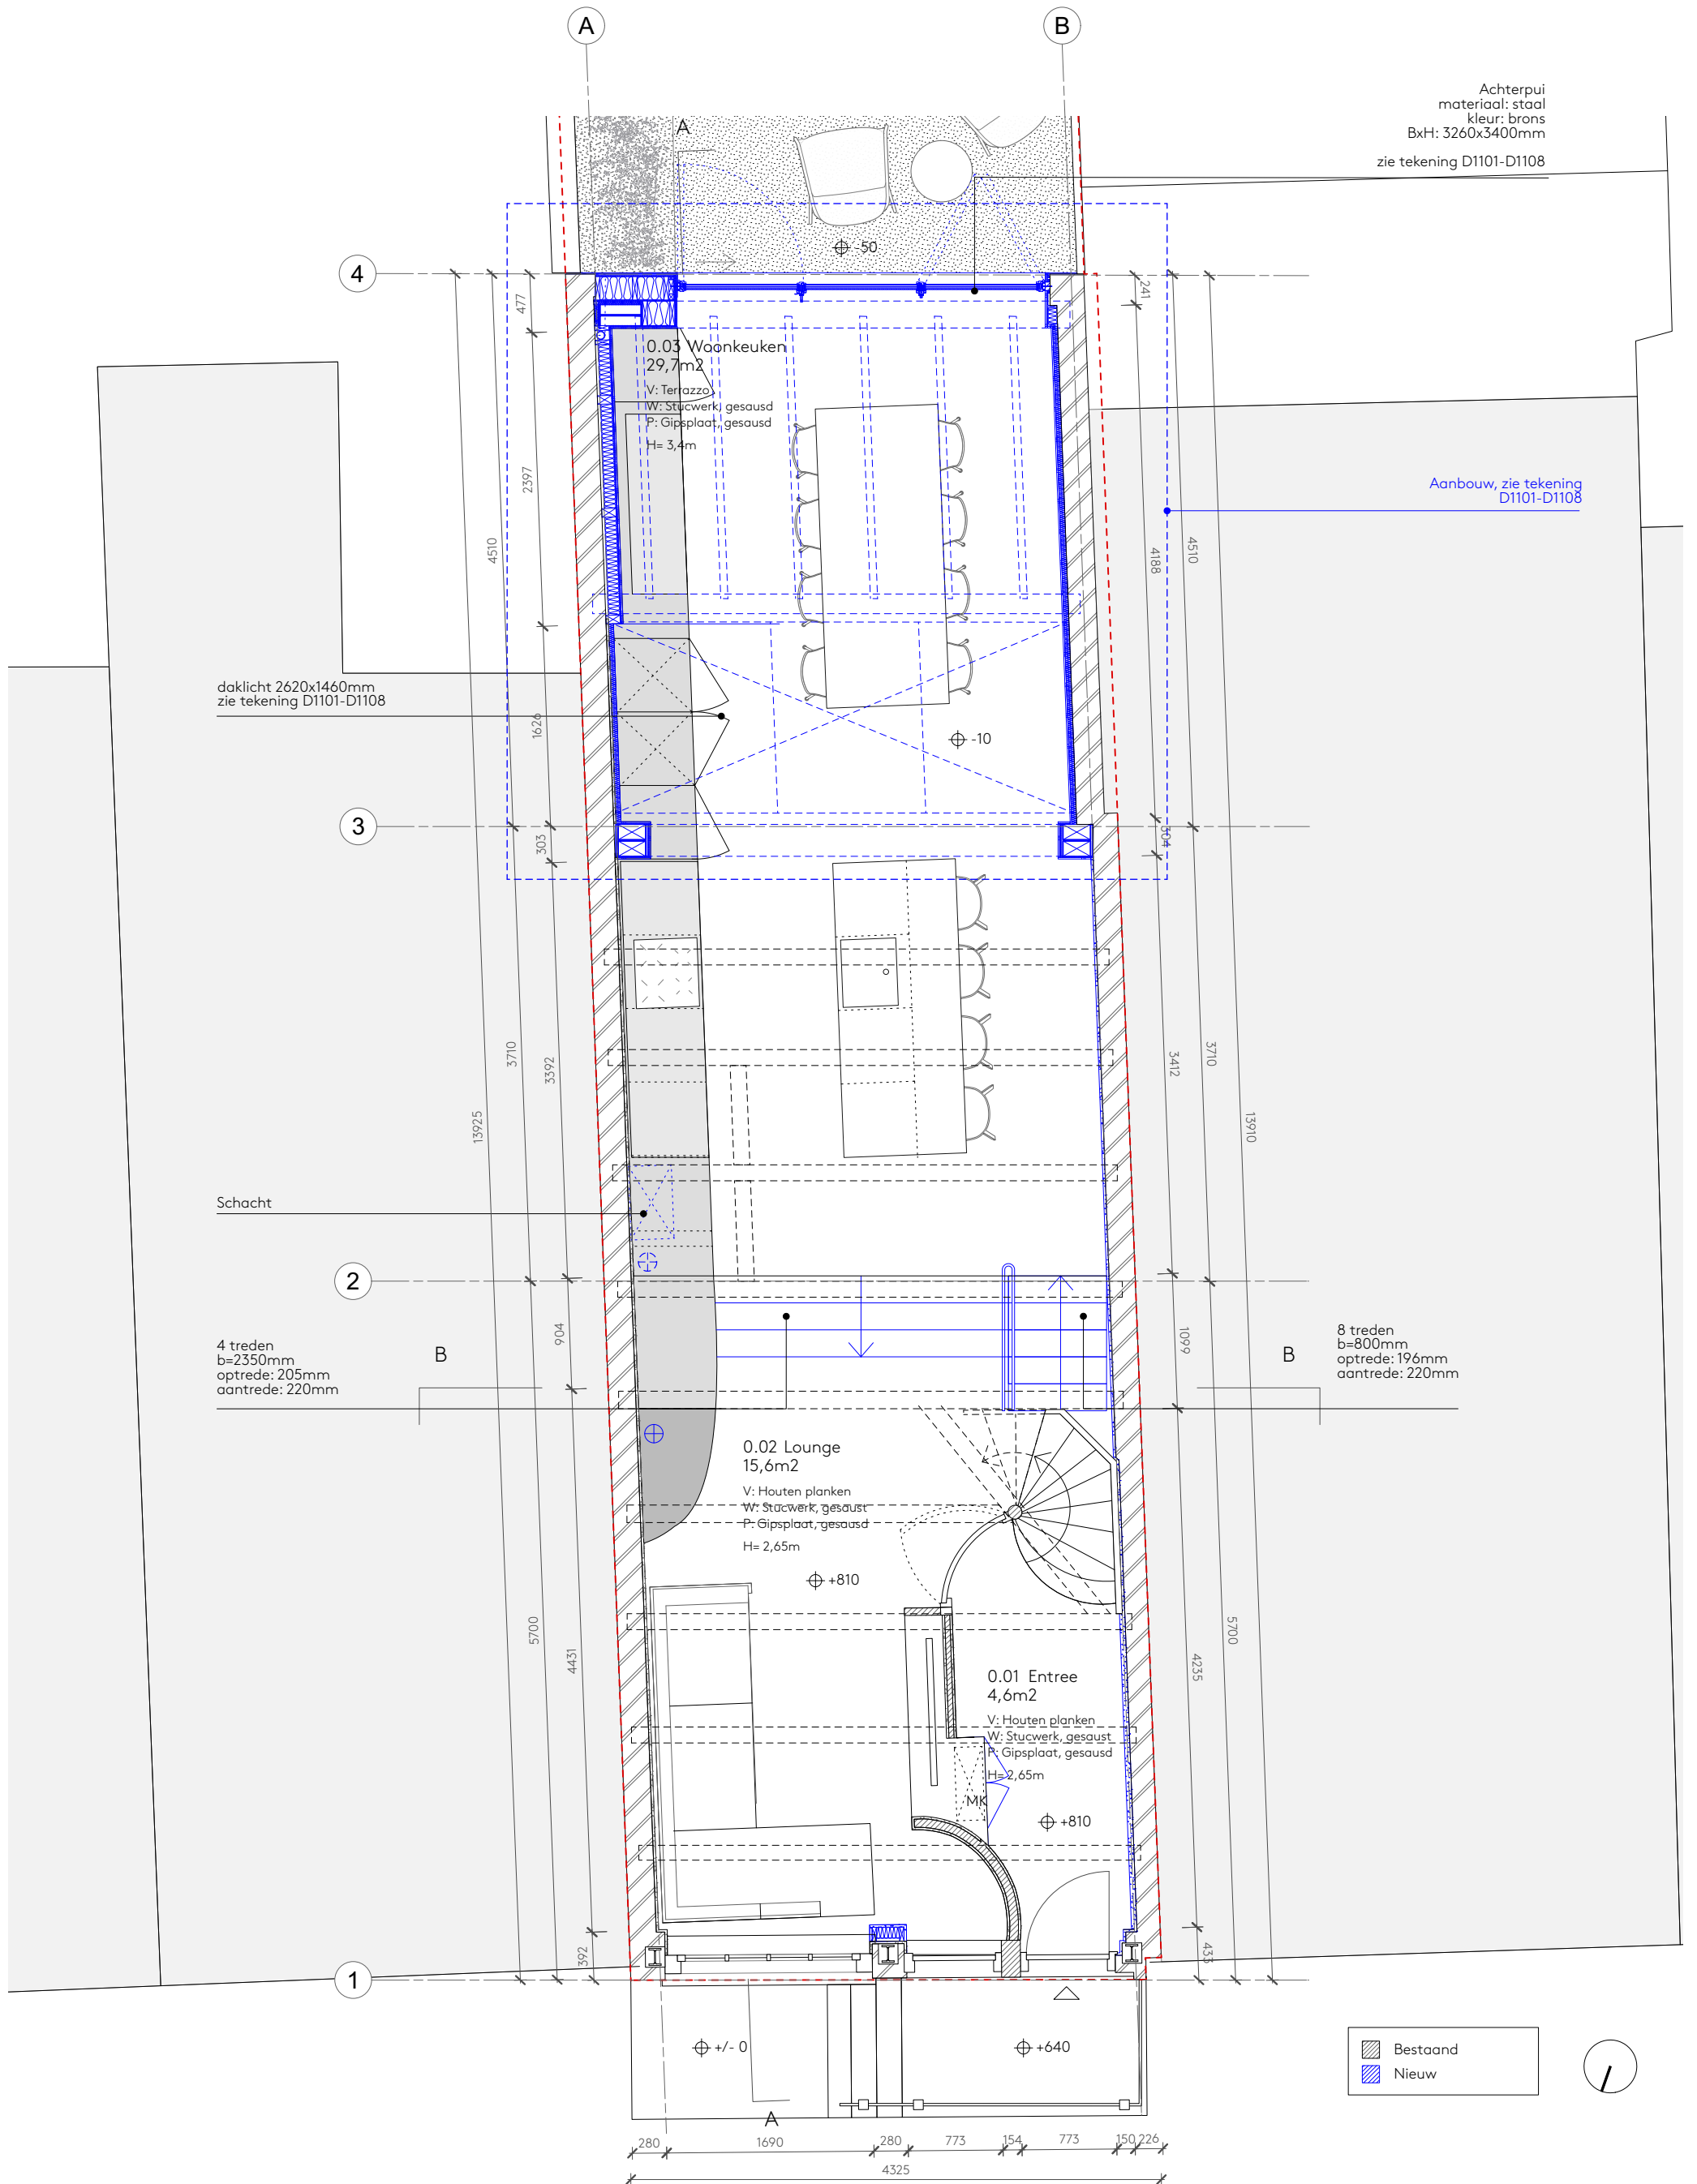 A
B
Achterpui
materiaal: staal
kleur: brons
BxH: 3260x3400mm
zie tekening D1101-D1108
A
-50
4
477
241
0.03 Woonkeuken
29,7m2
V: Terrazzo
W: Stucwerk, gesausd
P: Gipsplaat, gesausd
H= 3,4m
2397
4510
4188
4510
Aanbouw, zie tekening
D1101-D1108
daklicht 2620x1460mm
zie tekening D1101-D1108
1626
-10
3
303
304
3710
3392
3412
3710
13925
13910
Schacht
2
904
1099
4 treden
b=2350mm
optrede: 205mm
aantrede: 220mm
B
B
8 treden
b=800mm
optrede: 196mm
aantrede: 220mm
0.02 Lounge
15,6m2
V: Houten planken
W: Stucwerk, gesaust
P: Gipsplaat, gesausd
H= 2,65m
+810
5700
4431
4235
5700
0.01 Entree
4,6m2
V: Houten planken
W: Stucwerk, gesaust
P: Gipsplaat, gesausd
H= 2,65m
MK
+810
392
433
1
+/- 0
+640
Bestaand
Nieuw
A
280
1690
280
773
154
773
150
226
4325